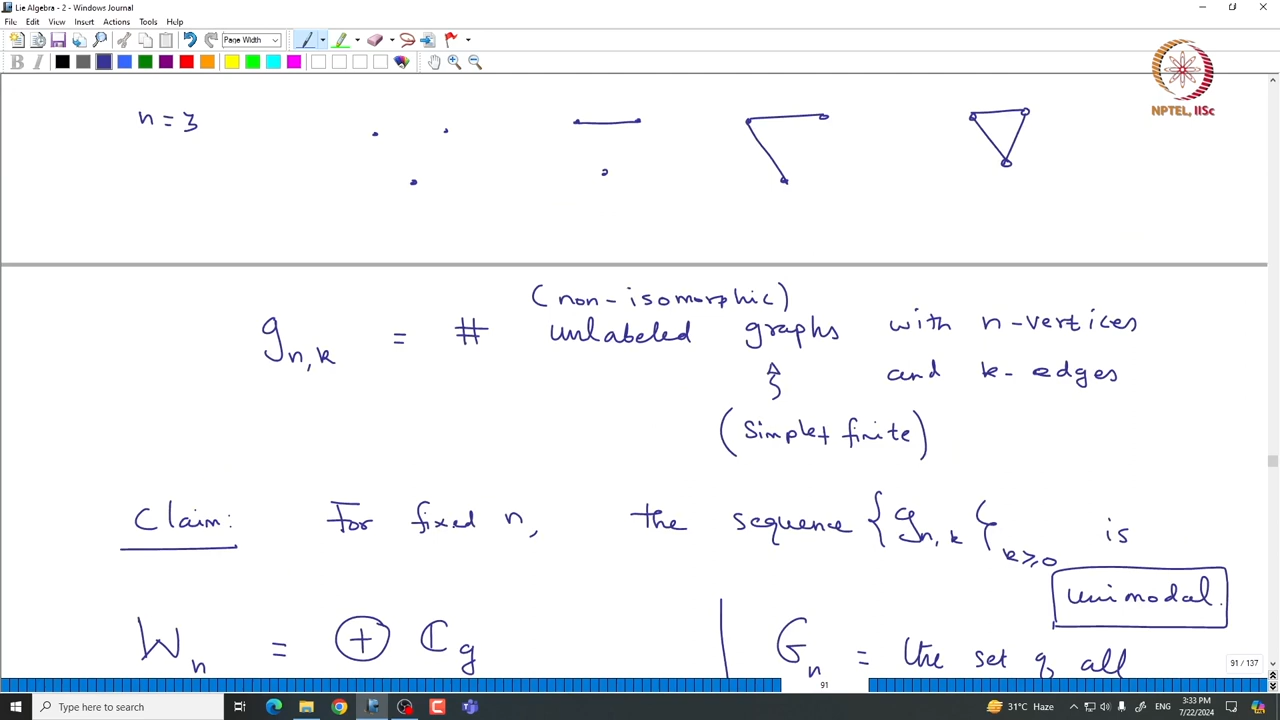 Lie Algebra - 2 - Windows Journal
File Edit View Insert Actions Tools Help
Page Width
B I
NPTEL, IISc
n = 3
(non-isomorphic)
g_{n,k} = # unlabeled graphs with n-vertices
and k-edges
(Simple+ finite)
Claim: For fixed n, the sequence {g_{n,k}}_{k≥0} is
unimodal.
W_n = ⊕ ℂg | G_n = the set of all
91 / 137
91
Type here to search
31°C Haze
3:33 PM
7/22/2024